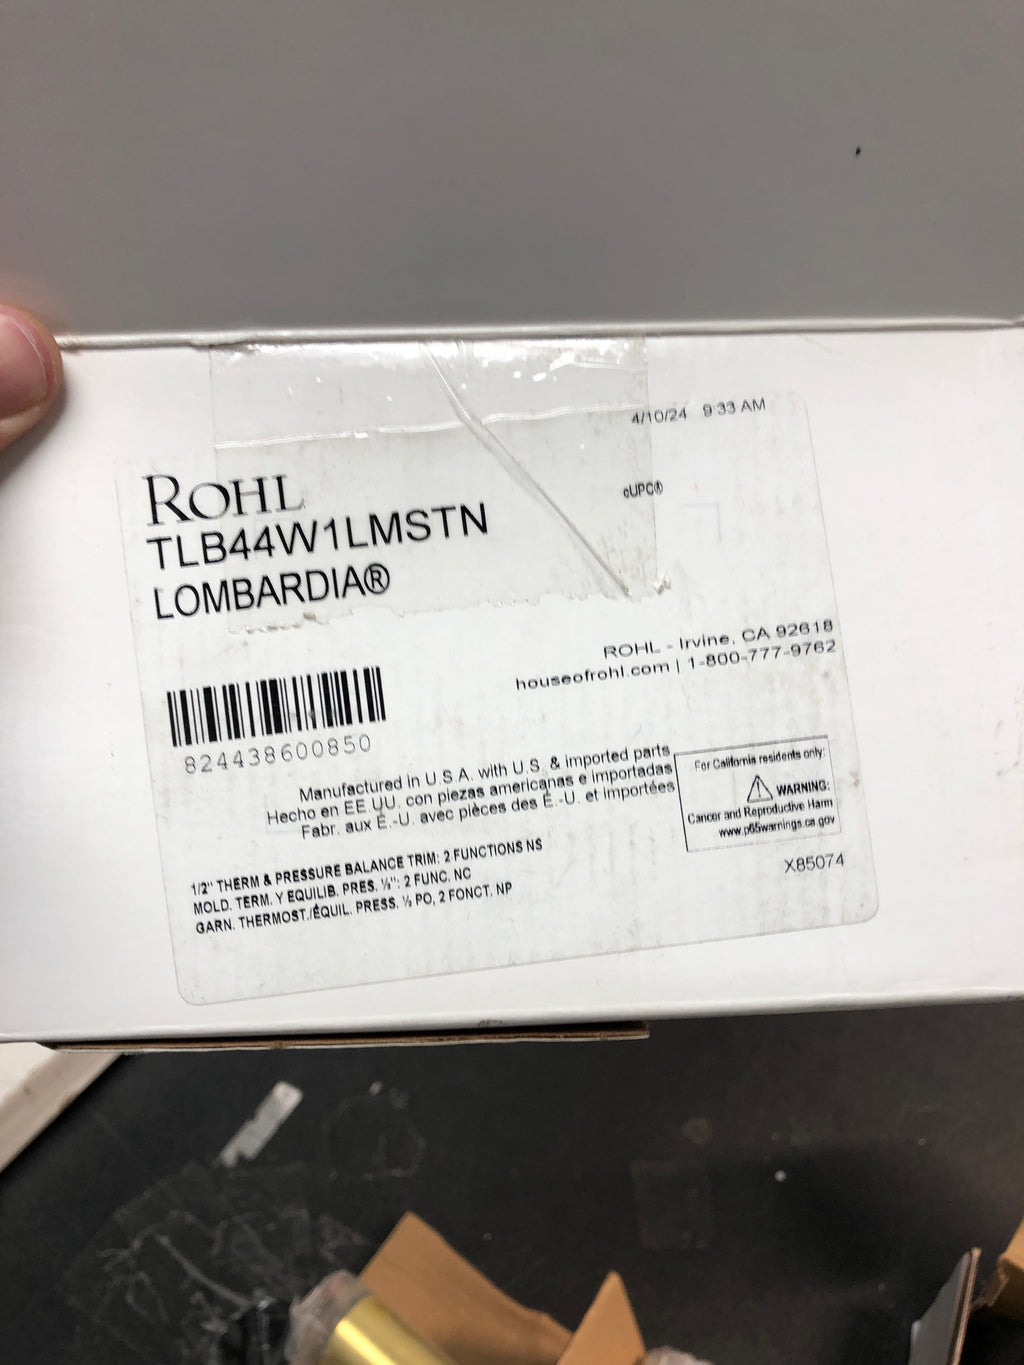 4/10/24 9:33 AM
ROHL
cUPC®
TLB44W1LMSTN
LOMBARDIA®
ROHL - Irvine, CA 92618
houseofrohl.com | 1-800-777-9762
824438600850
Manufactured in U.S.A. with U.S. & imported parts
Hecho en EE.UU. con piezas americanas e importadas
Fabr. aux É.-U. avec pièces des É.-U. et importées
For California residents only:
WARNING:
Cancer and Reproductive Harm
www.p65warnings.ca.gov
X85074
1/2" THERM & PRESSURE BALANCE TRIM: 2 FUNCTIONS NS
MOLD. TERM. Y EQUILIB. PRES. ½": 2 FUNC. NC
GARN. THERMOST./ÉQUIL. PRESS. ½ PO, 2 FONCT. NP